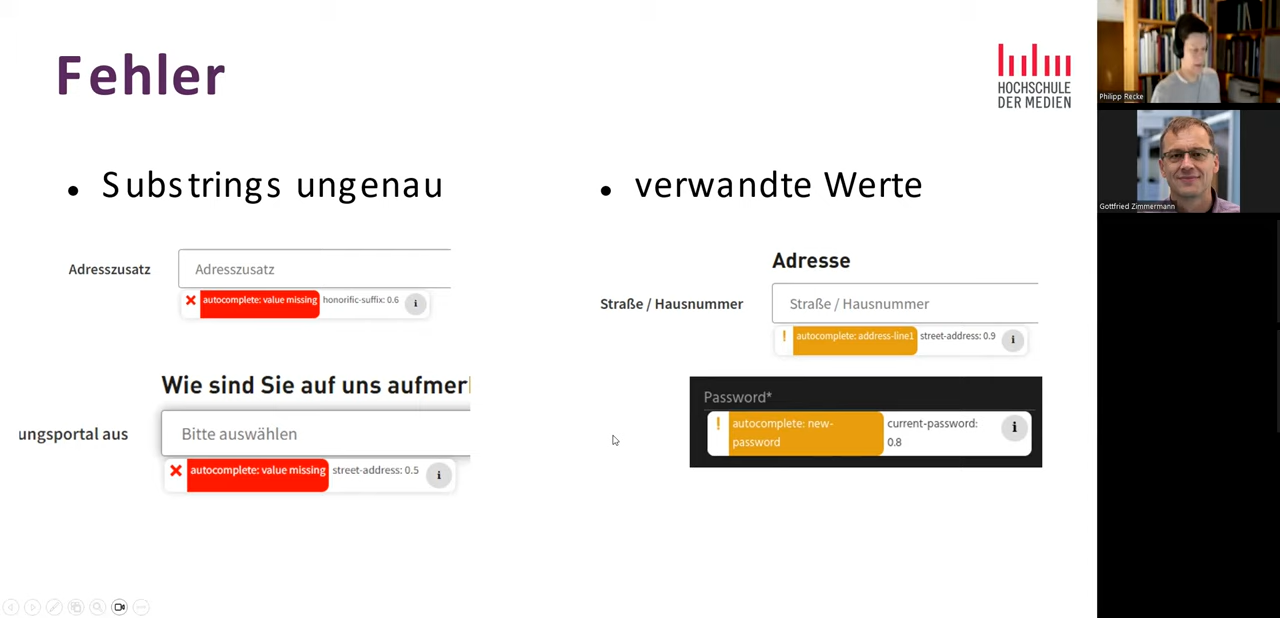 Fehler
HOCHSCHULE
DER MEDIEN
Philipp Recke
Gottfried Zimmermann
• Substrings ungenau
Adresszusatz
Adresszusatz
autocomplete: value missing honorific-suffix: 0.6 i
Wie sind Sie auf uns aufmer
ungsportal aus
Bitte auswählen
autocomplete: value missing street-address: 0.5 i
• verwandte Werte
Adresse
Straße / Hausnummer
Straße / Hausnummer
! autocomplete: address-line1 street-address: 0.9 i
Password*
! autocomplete: new-
password
current-password:
0.8
i